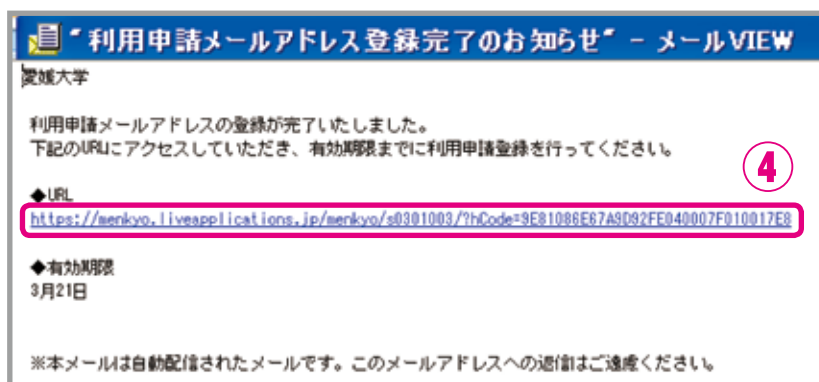 "利用申請メールアドレス登録完了のお知らせ" - メールVIEW
愛媛大学
利用申請メールアドレスの登録が完了いたしました。
下記のURLにアクセスしていただき、有効期限までに利用申請登録を行ってください。
④
◆URL
https://menkyo.liveapplications.jp/menkyo/s0301003/?hCode=9E81086E67A9D92FE040007F010017E8
◆有効期限
3月21日
※本メールは自動配信されたメールです。このメールアドレスへの返信はご遠慮ください。